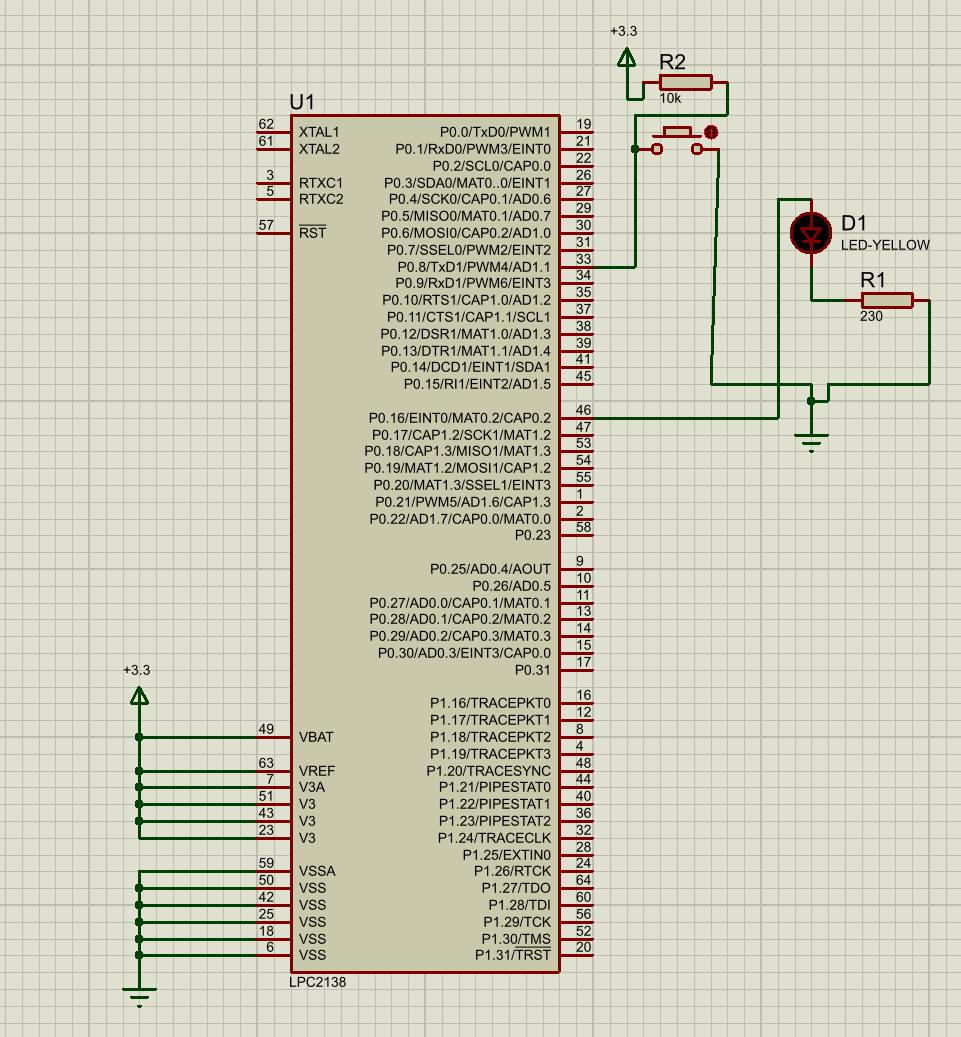 +3.3
R2
10k
U1
62 XTAL1
61 XTAL2
3 RTXC1
5 RTXC2
57 RST
P0.0/TxD0/PWM1 19
P0.1/RxD0/PWM3/EINT0 21
P0.2/SCL0/CAP0.0 22
P0.3/SDA0/MAT0..0/EINT1 26
P0.4/SCK0/CAP0.1/AD0.6 27
P0.5/MISO0/MAT0.1/AD0.7 29
P0.6/MOSI0/CAP0.2/AD1.0 30
P0.7/SSEL0/PWM2/EINT2 31
P0.8/TxD1/PWM4/AD1.1 33
P0.9/RxD1/PWM6/EINT3 34
P0.10/RTS1/CAP1.0/AD1.2 35
P0.11/CTS1/CAP1.1/SCL1 37
P0.12/DSR1/MAT1.0/AD1.3 38
P0.13/DTR1/MAT1.1/AD1.4 39
P0.14/DCD1/EINT1/SDA1 41
P0.15/RI1/EINT2/AD1.5 45
P0.16/EINT0/MAT0.2/CAP0.2 46
P0.17/CAP1.2/SCK1/MAT1.2 47
P0.18/CAP1.3/MISO1/MAT1.3 53
P0.19/MAT1.2/MOSI1/CAP1.2 54
P0.20/MAT1.3/SSEL1/EINT3 55
P0.21/PWM5/AD1.6/CAP1.3 1
P0.22/AD1.7/CAP0.0/MAT0.0 2
P0.23 58
P0.25/AD0.4/AOUT 9
P0.26/AD0.5 10
P0.27/AD0.0/CAP0.1/MAT0.1 11
P0.28/AD0.1/CAP0.2/MAT0.2 13
P0.29/AD0.2/CAP0.3/MAT0.3 14
P0.30/AD0.3/EINT3/CAP0.0 15
P0.31 17
P1.16/TRACEPKT0 16
P1.17/TRACEPKT1 12
P1.18/TRACEPKT2 8
P1.19/TRACEPKT3 4
P1.20/TRACESYNC 48
P1.21/PIPESTAT0 44
P1.22/PIPESTAT1 40
P1.23/PIPESTAT2 36
P1.24/TRACECLK 32
P1.25/EXTIN0 28
P1.26/RTCK 24
P1.27/TDO 64
P1.28/TDI 60
P1.29/TCK 56
P1.30/TMS 52
P1.31/TRST 20
D1
LED-YELLOW
R1
230
+3.3
49 VBAT
63 VREF
7 V3A
51 V3
43 V3
23 V3
59 VSSA
50 VSS
42 VSS
25 VSS
18 VSS
6 VSS
LPC2138